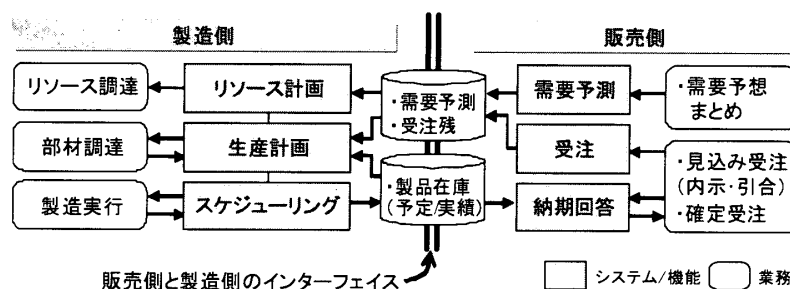 製造側
販売側
リソース調達
リソース計画
・需要予測
・受注残
需要予測
・需要予想
まとめ
部材調達
生産計画
受注
製造実行
スケジューリング
・製品在庫
(予定/実績)
納期回答
・見込み受注
(内示・引合)
・確定受注
販売側と製造側のインターフェイス
システム/機能
業務